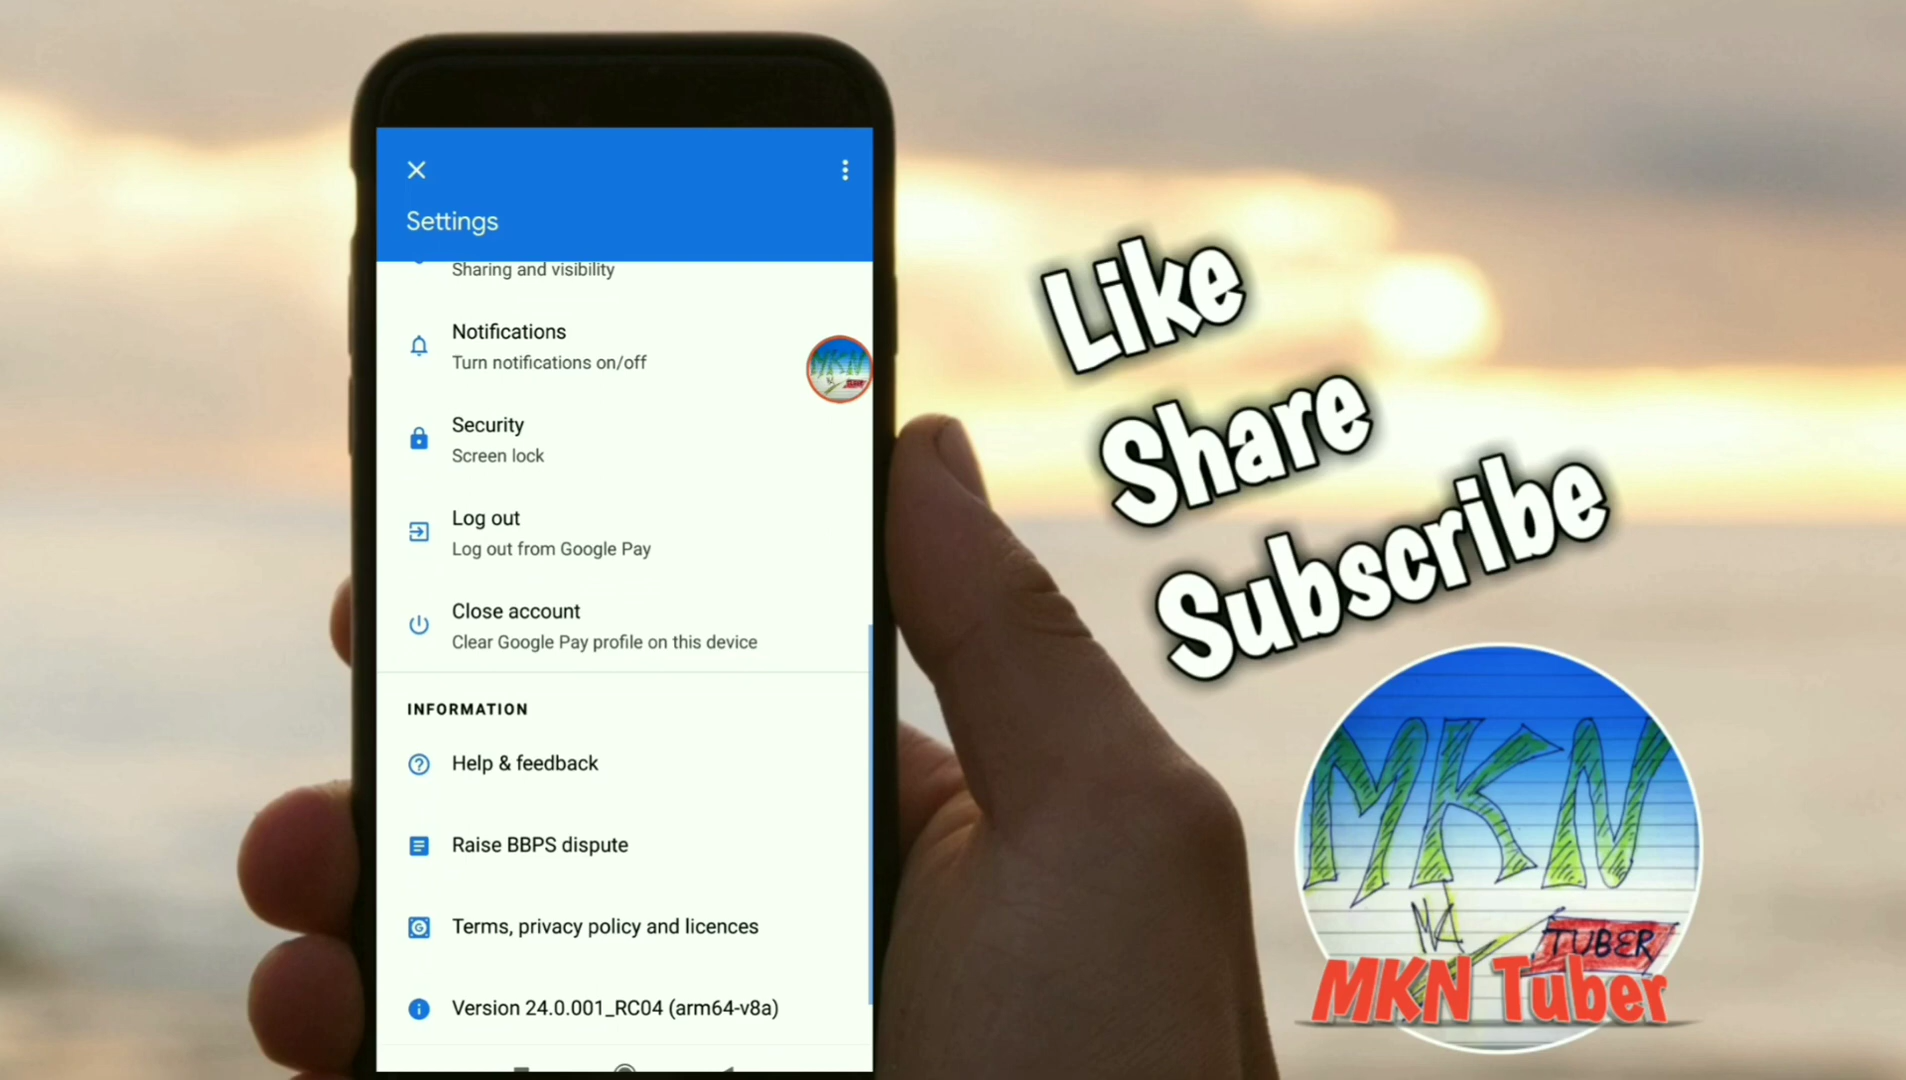 Settings
Sharing and visibility
Notifications
Turn notifications on/off
MKN
Security
Screen lock
Log out
Log out from Google Pay
Close account
Clear Google Pay profile on this device
INFORMATION
Help & feedback
Raise BBPS dispute
Terms, privacy policy and licences
Version 24.0.001_RC04 (arm64-v8a)
Like
Share
Subscribe
MKN
TUBER
MKN Tuber